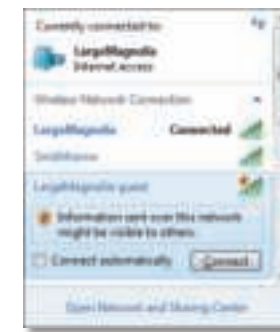 Currently connected to:
LargeMagnolia
Internet access
Wireless Network Connection
LargeMagnolia Connected
LargeMagnolia guest
Information sent over this network
might be visible to others.
Connect automatically Connect
Open Network and Sharing Center